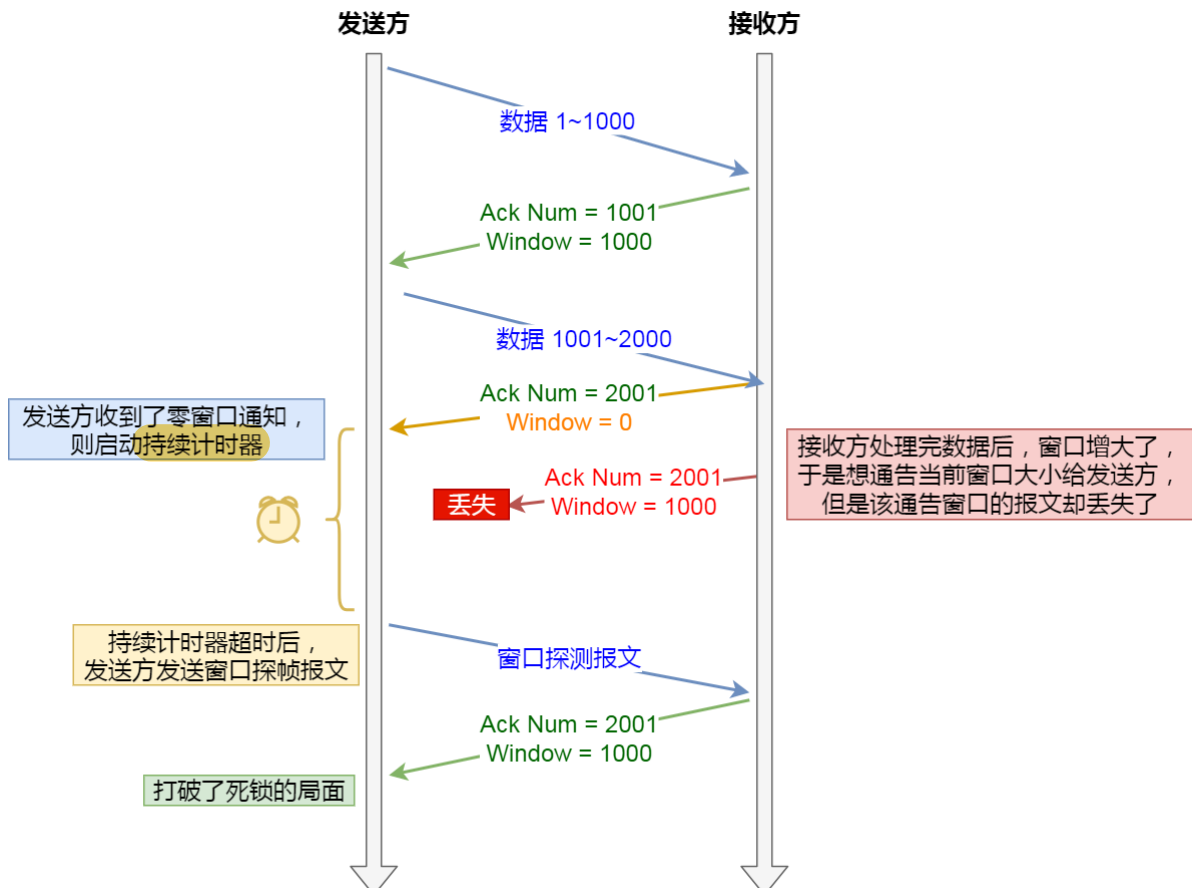 发送方
接收方
数据 1~1000
Ack Num = 1001
Window = 1000
数据 1001~2000
Ack Num = 2001
Window = 0
发送方收到了零窗口通知，
则启动持续计时器
Ack Num = 2001
Window = 1000
丢失
接收方处理完数据后，窗口增大了，
于是想通告当前窗口大小给发送方，
但是该通告窗口的报文却丢失了
持续计时器超时后，
发送方发送窗口探帧报文
窗口探测报文
Ack Num = 2001
Window = 1000
打破了死锁的局面